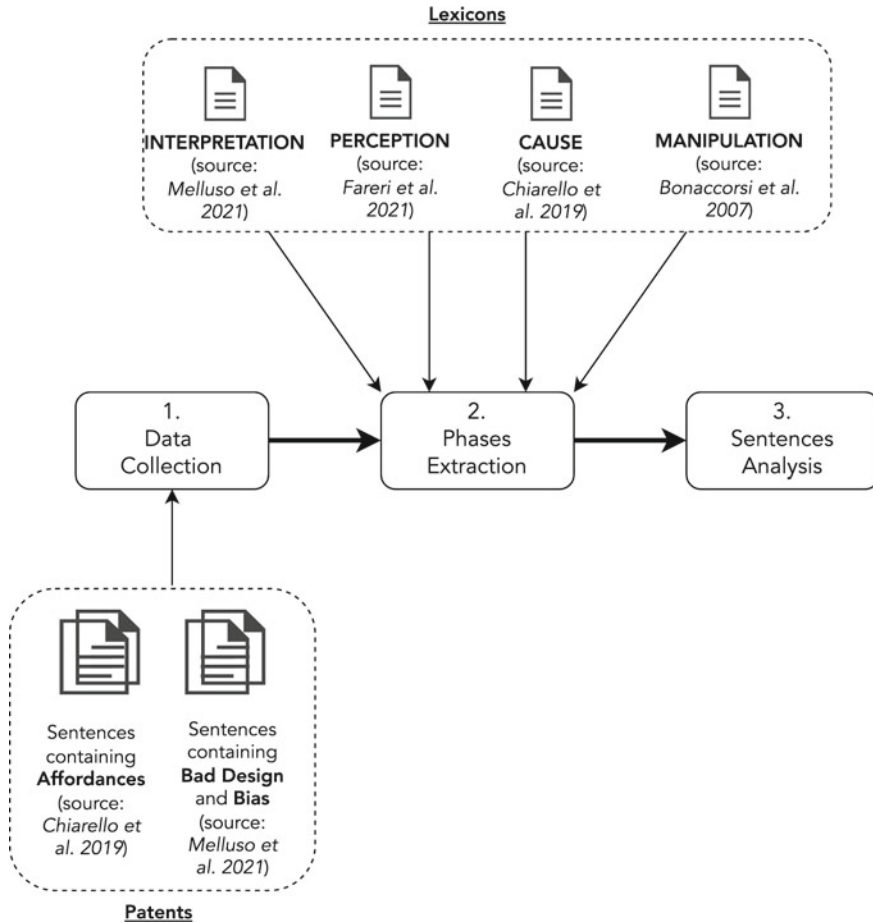 Lexicons
INTERPRETATION
(source:
Melluso et al.
2021)
PERCEPTION
(source:
Fareri et al.
2021)
CAUSE
(source:
Chiarello et
al. 2019)
MANIPULATION
(source:
Bonaccorsi et al.
2007)
1.
Data
Collection
2.
Phases
Extraction
3.
Sentences
Analysis
Sentences
containing
Affordances
(source:
Chiarello et
al. 2019)
Sentences
containing
Bad Design
and Bias
(source:
Melluso et
al. 2021)
Patents